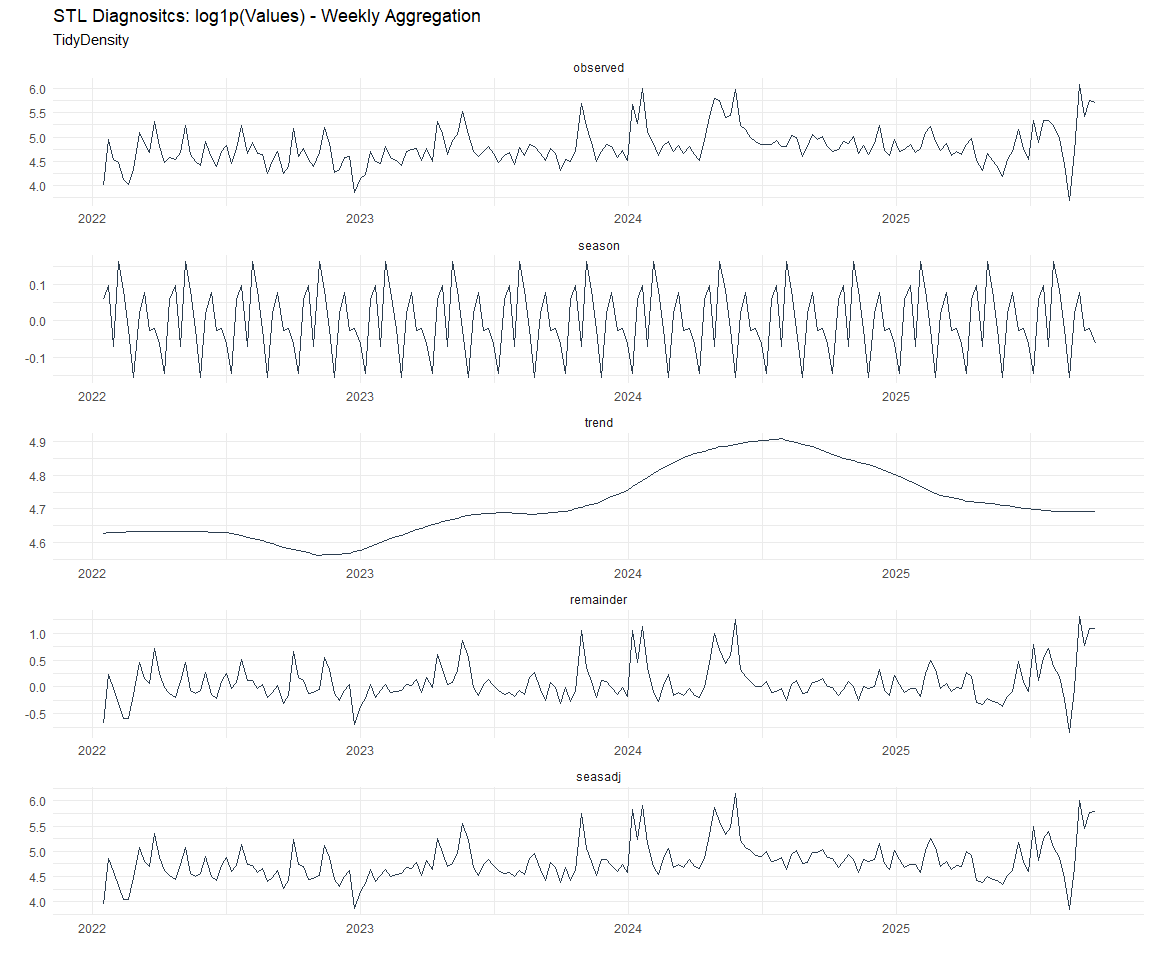 STL Diagnositcs: log1p(Values) - Weekly Aggregation
TidyDensity
observed
6.0
5.5
5.0
4.5
4.0
2022 2023 2024 2025
season
0.1
0.0
-0.1
2022 2023 2024 2025
trend
4.9
4.8
4.7
4.6
2022 2023 2024 2025
remainder
1.0
0.5
0.0
-0.5
2022 2023 2024 2025
seasadj
6.0
5.5
5.0
4.5
4.0
2022 2023 2024 2025